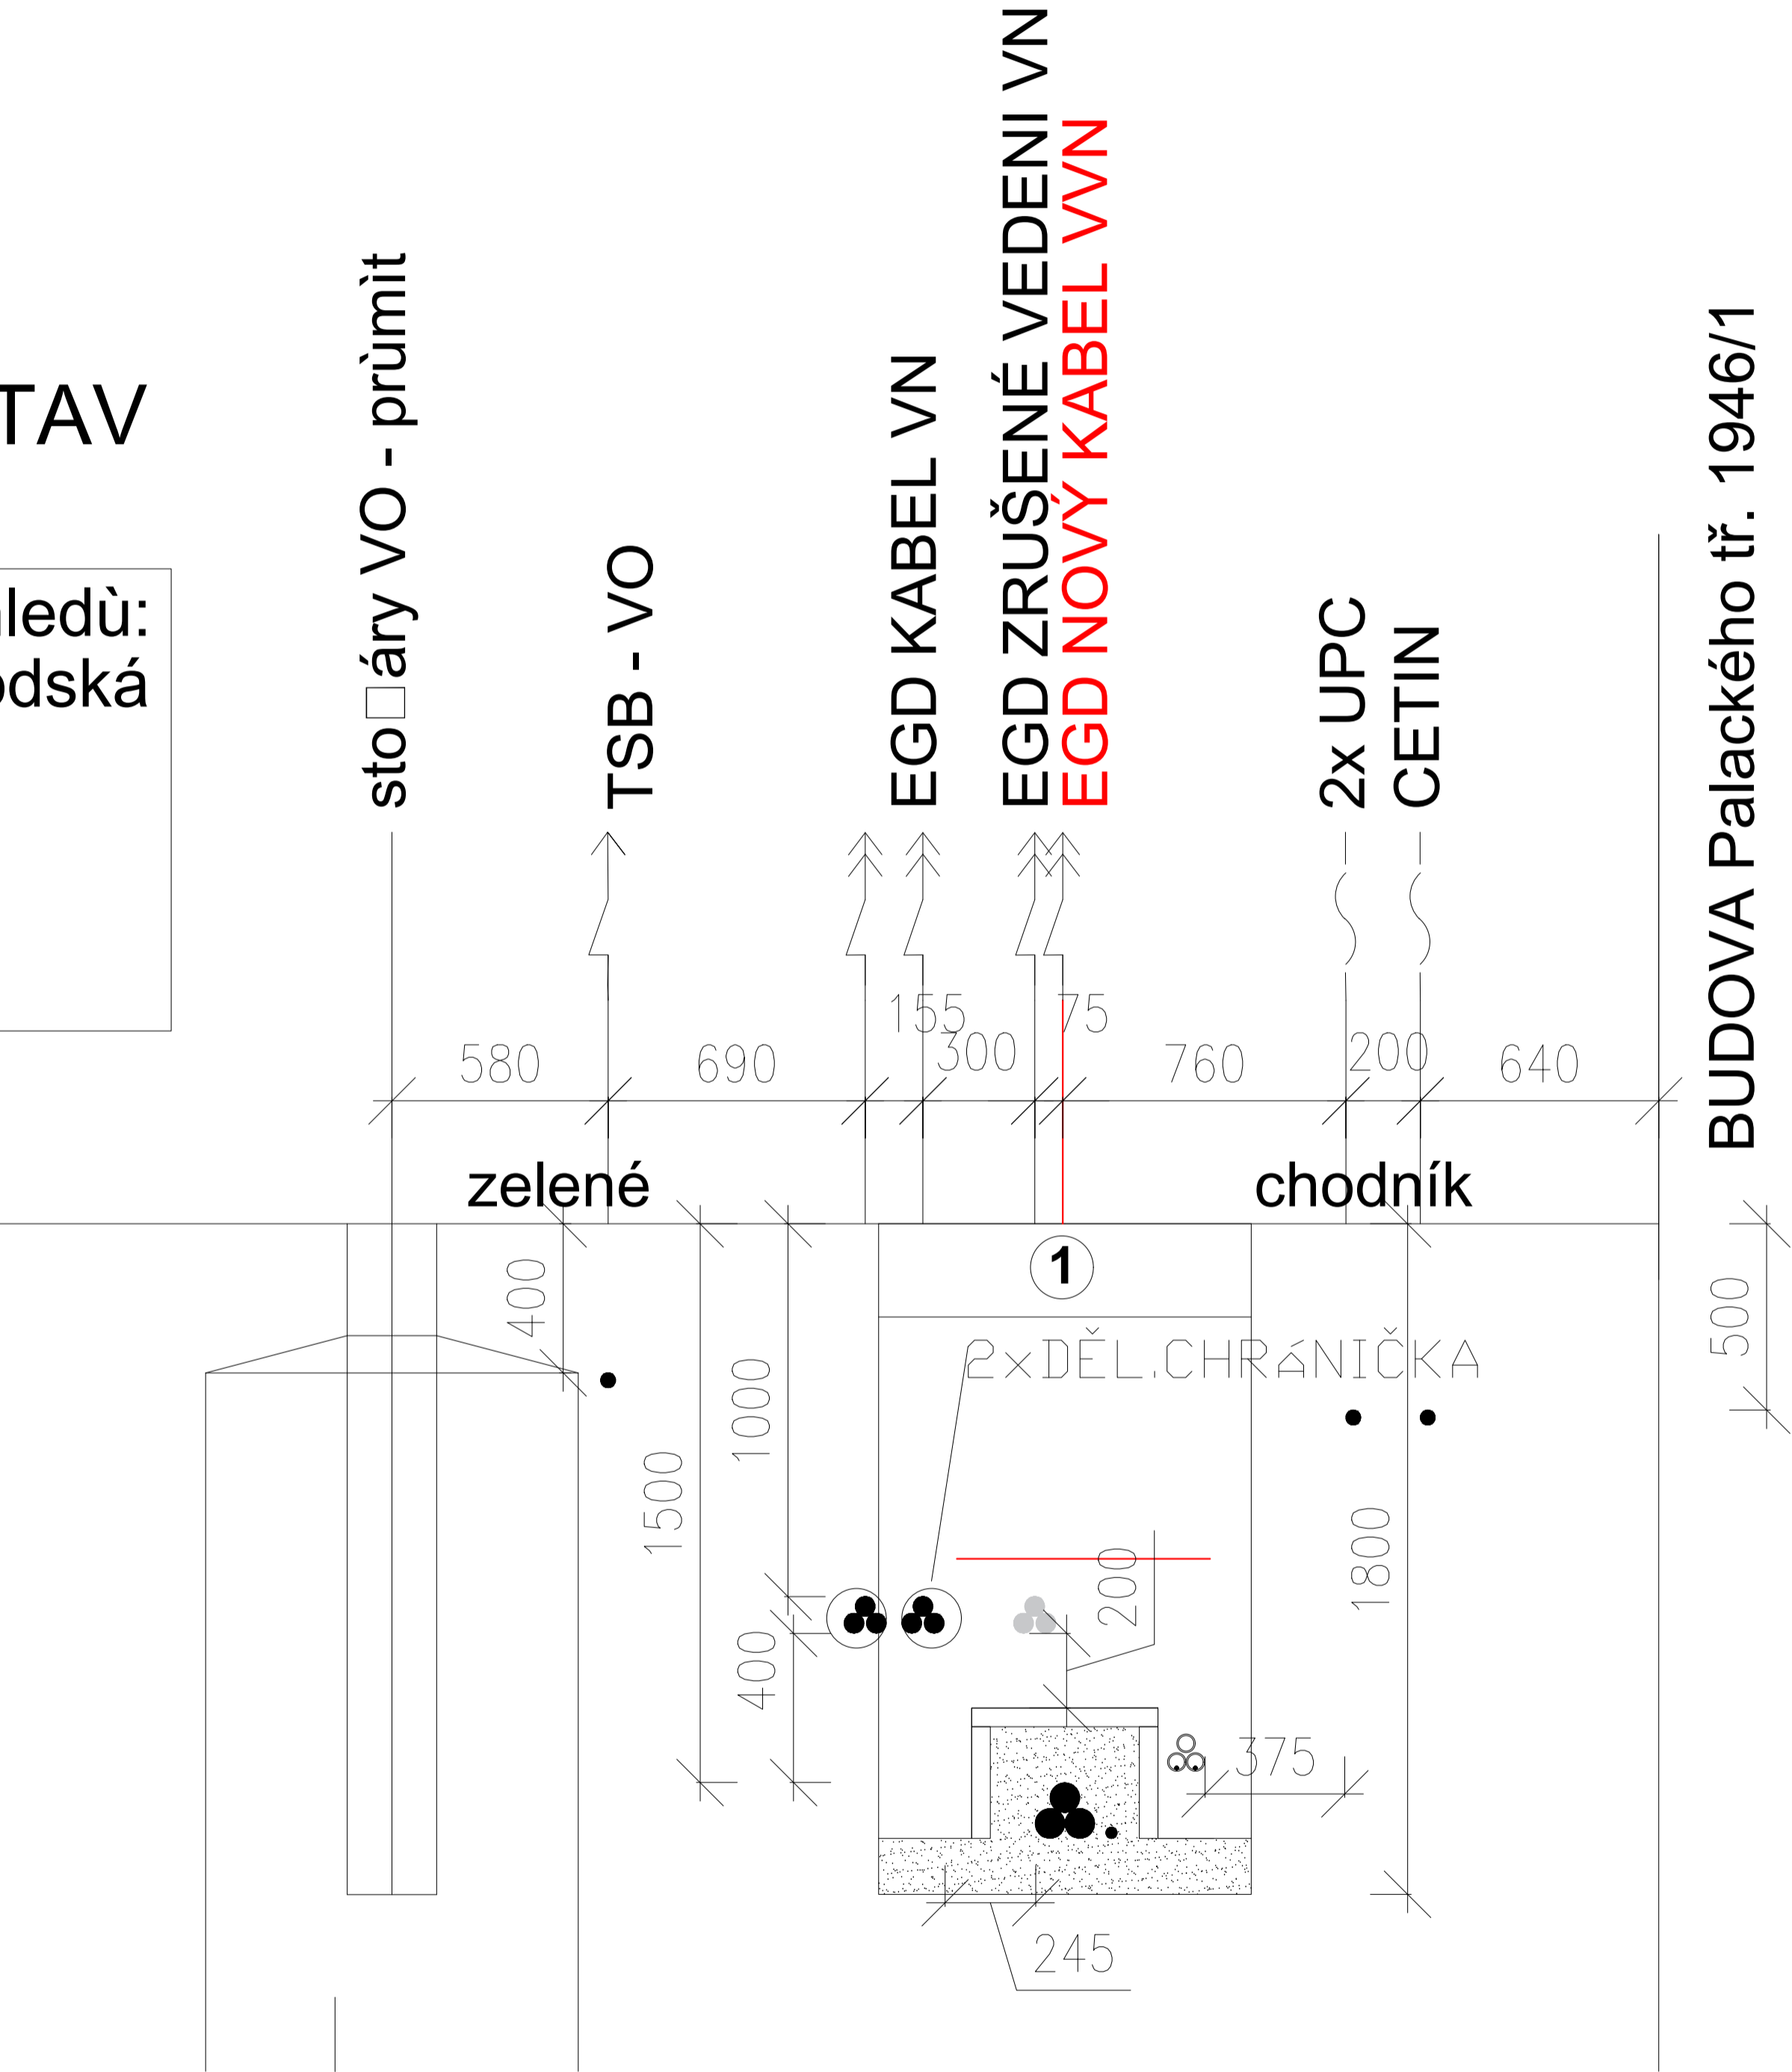 TAV
ledù:
odská
sto□áry VO - prùmìt
TSB - VO
EGD KABEL VN
EGD ZRUŠENÉ VEDENI VN
EGD NOVÝ KABEL VVN
2x UPC
CETIN
BUDOVA Palackého tř. 1946/1
155
75
580
690
300
760
200
640
zelené
chodník
1
400
500
2xDĚL.CHRáNIČKA
1000
1500
200
1800
400
375
245